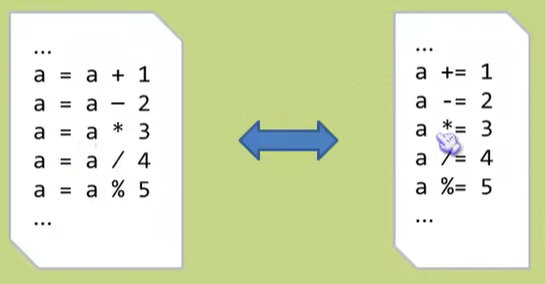 ...
a = a + 1
a = a – 2
a = a * 3
a = a / 4
a = a % 5
...
...
a += 1
a -= 2
a *= 3
a /= 4
a %= 5
...